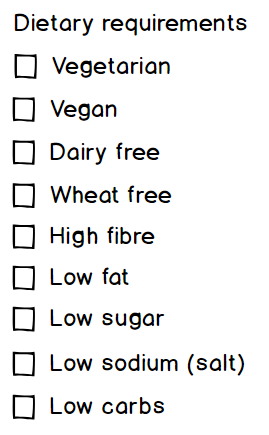 Dietary requirements
Vegetarian
Vegan
Dairy free
Wheat free
High fibre
Low fat
Low sugar
Low sodium (salt)
Low carbs